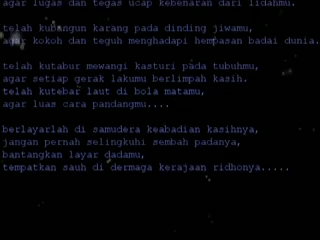 agar lugas dan tegas ucap kebenaran dari lidahmu.
telah kubangun karang pada dinding jiwamu,
agar kokoh dan teguh menghadapi hempasan badai dunia.
telah kutabur mewangi kasturi pada tubuhmu,
agar setiap gerak lakumu berlimpah kasih.
telah kutebar laut di bola matamu,
agar luas cara pandangmu....
berlayarlah di samudera keabadian kasihnya,
jangan pernah selingkuhi sembah padanya,
bantangkan layar dadamu,
tempatkan sauh di dermaga kerajaan ridhonya.....